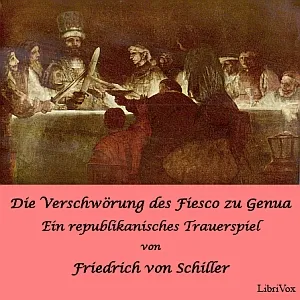 Die Verschwörung des Fiesco zu Genua
Ein republikanisches Trauerspiel
von
Friedrich von Schiller
LibriVox